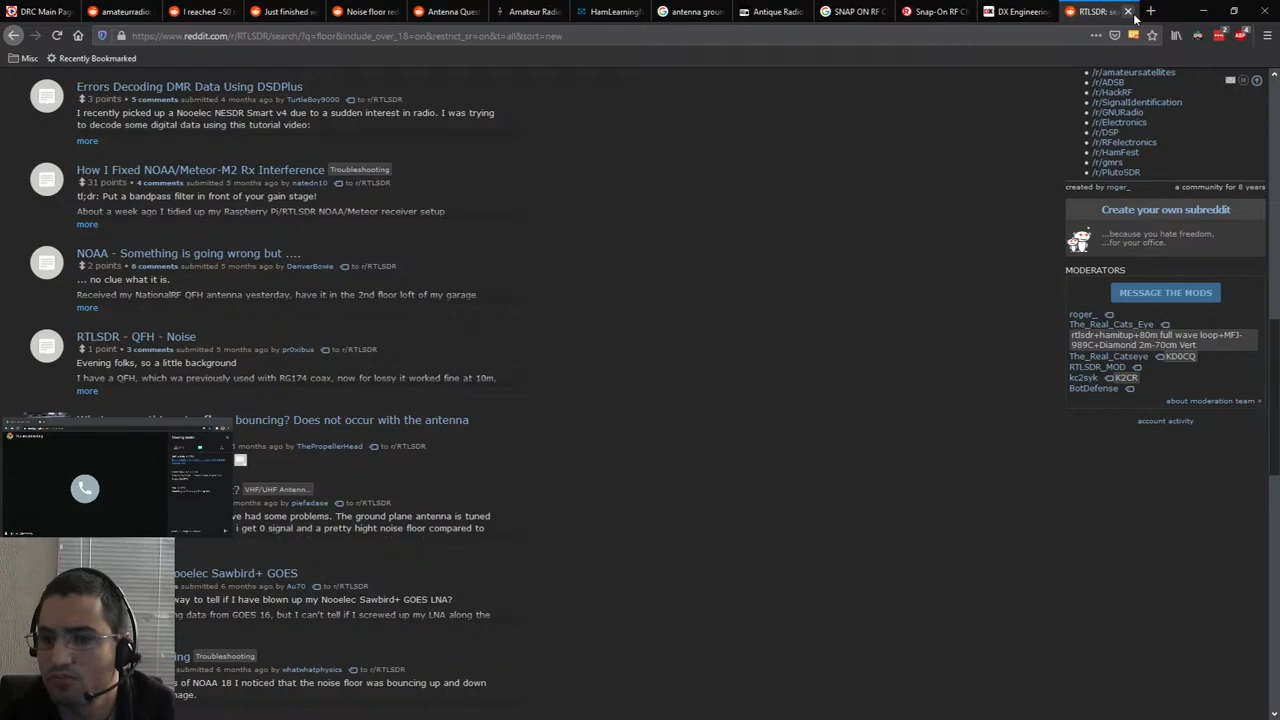 DRC Main Page
amateurradio:
I reached ~$0
Just finished
Noise floor red
Antenna Quest
Amateur Radio
HamLearningN
antenna groun
Antique Radio
SNAP ON RF C
Snap-On RF Ch
DX Engineering
RTLSDR: sea
https://www.reddit.com/r/RTLSDR/search/?q=floor&include_over_18=on&restrict_sr=on&t=all&sort=new
Misc
Recently Bookmarked
Errors Decoding DMR Data Using DSDPlus
3 points • 5 comments submitted 4 months ago by TurtleBoy9000 to r/RTLSDR
I recently picked up a Nooelec NESDR Smart v4 due to a sudden interest in radio. I was trying
to decode some digital data using this tutorial video:
more
How I Fixed NOAA/Meteor-M2 Rx Interference Troubleshooting
31 points • 4 comments submitted 5 months ago by natedn10 to r/RTLSDR
tl;dr: Put a bandpass filter in front of your gain stage!
About a week ago I tidied up my Raspberry Pi/RTLSDR NOAA/Meteor receiver setup
more
NOAA - Something is going wrong but ....
2 points • 6 comments submitted 5 months ago by DenverBowie to r/RTLSDR
... no clue what it is.
Received my NationalRF QFH antenna yesterday, have it in the 2nd floor loft of my garage
more
RTLSDR - QFH - Noise
1 point • 3 comments submitted 5 months ago by pr0xibus to r/RTLSDR
Evening folks, so a little background
I have a QFH, which wa previously used with RG174 coax, now for lossy it worked fine at 10m,
more
bouncing? Does not occur with the antenna
months ago by ThePropellerHead to r/RTLSDR
? VHF/UHF Antenn...
months ago by piefadase to r/RTLSDR
ve had some problems. The ground plane antenna is tuned
i get 0 signal and a pretty hight noise floor compared to
ooelec Sawbird+ GOES
submitted 6 months ago by Au70 to r/RTLSDR
way to tell if I have blown up my Nooelec Sawbird+ GOES LNA?
ng data from GOES 16, but I can't tell if I screwed up my LNA along the
ing Troubleshooting
submitted 6 months ago by whatwhatphysics to r/RTLSDR
s of NOAA 18 I noticed that the noise floor was bouncing up and down
mage.
/r/amateursatellites
/r/ADSB
/r/HackRF
/r/SignalIdentification
/r/GNURadio
/r/Electronics
/r/DSP
/r/RFelectronics
/r/HamFest
/r/gmrs
/r/PlutoSDR
created by roger_ a community for 8 years
Create your own subreddit
...because you hate freedom.
...for your office.
MODERATORS
MESSAGE THE MODS
roger_
The_Real_Cats_Eye
rtlsdr+hamitup+80m full wave loop+MFJ-
989C+Diamond 2m-70cm Vert
The_Real_Catseye KD0CQ
RTLSDR_MOD
kc2syk K2CR
BotDefense
about moderation team »
account activity